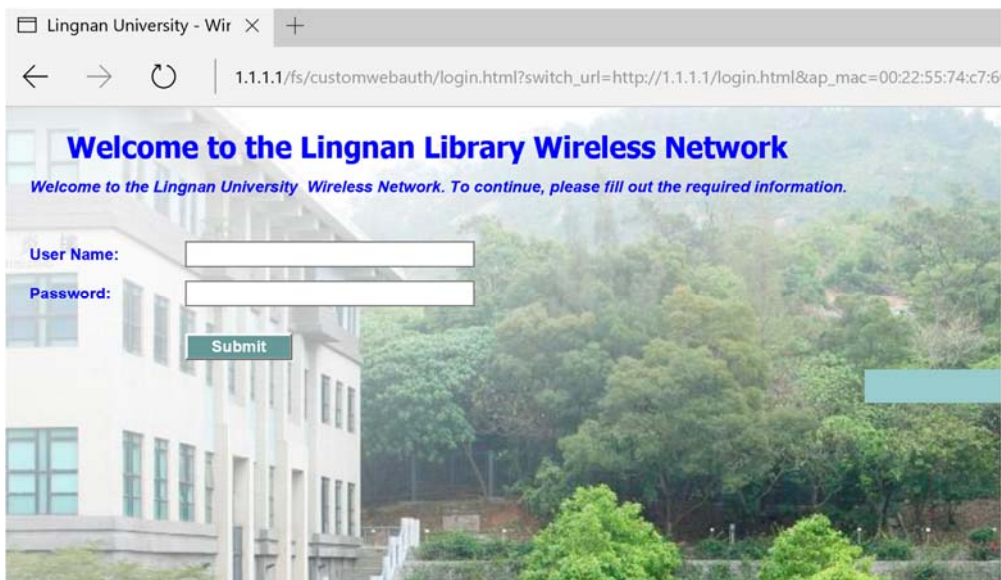 Lingnan University - Wir
1.1.1.1/fs/customwebauth/login.html?switch_url=http://1.1.1.1/login.html&ap_mac=00:22:55:74:c7:6
Welcome to the Lingnan Library Wireless Network
Welcome to the Lingnan University Wireless Network. To continue, please fill out the required information.
User Name:
Password:
Submit